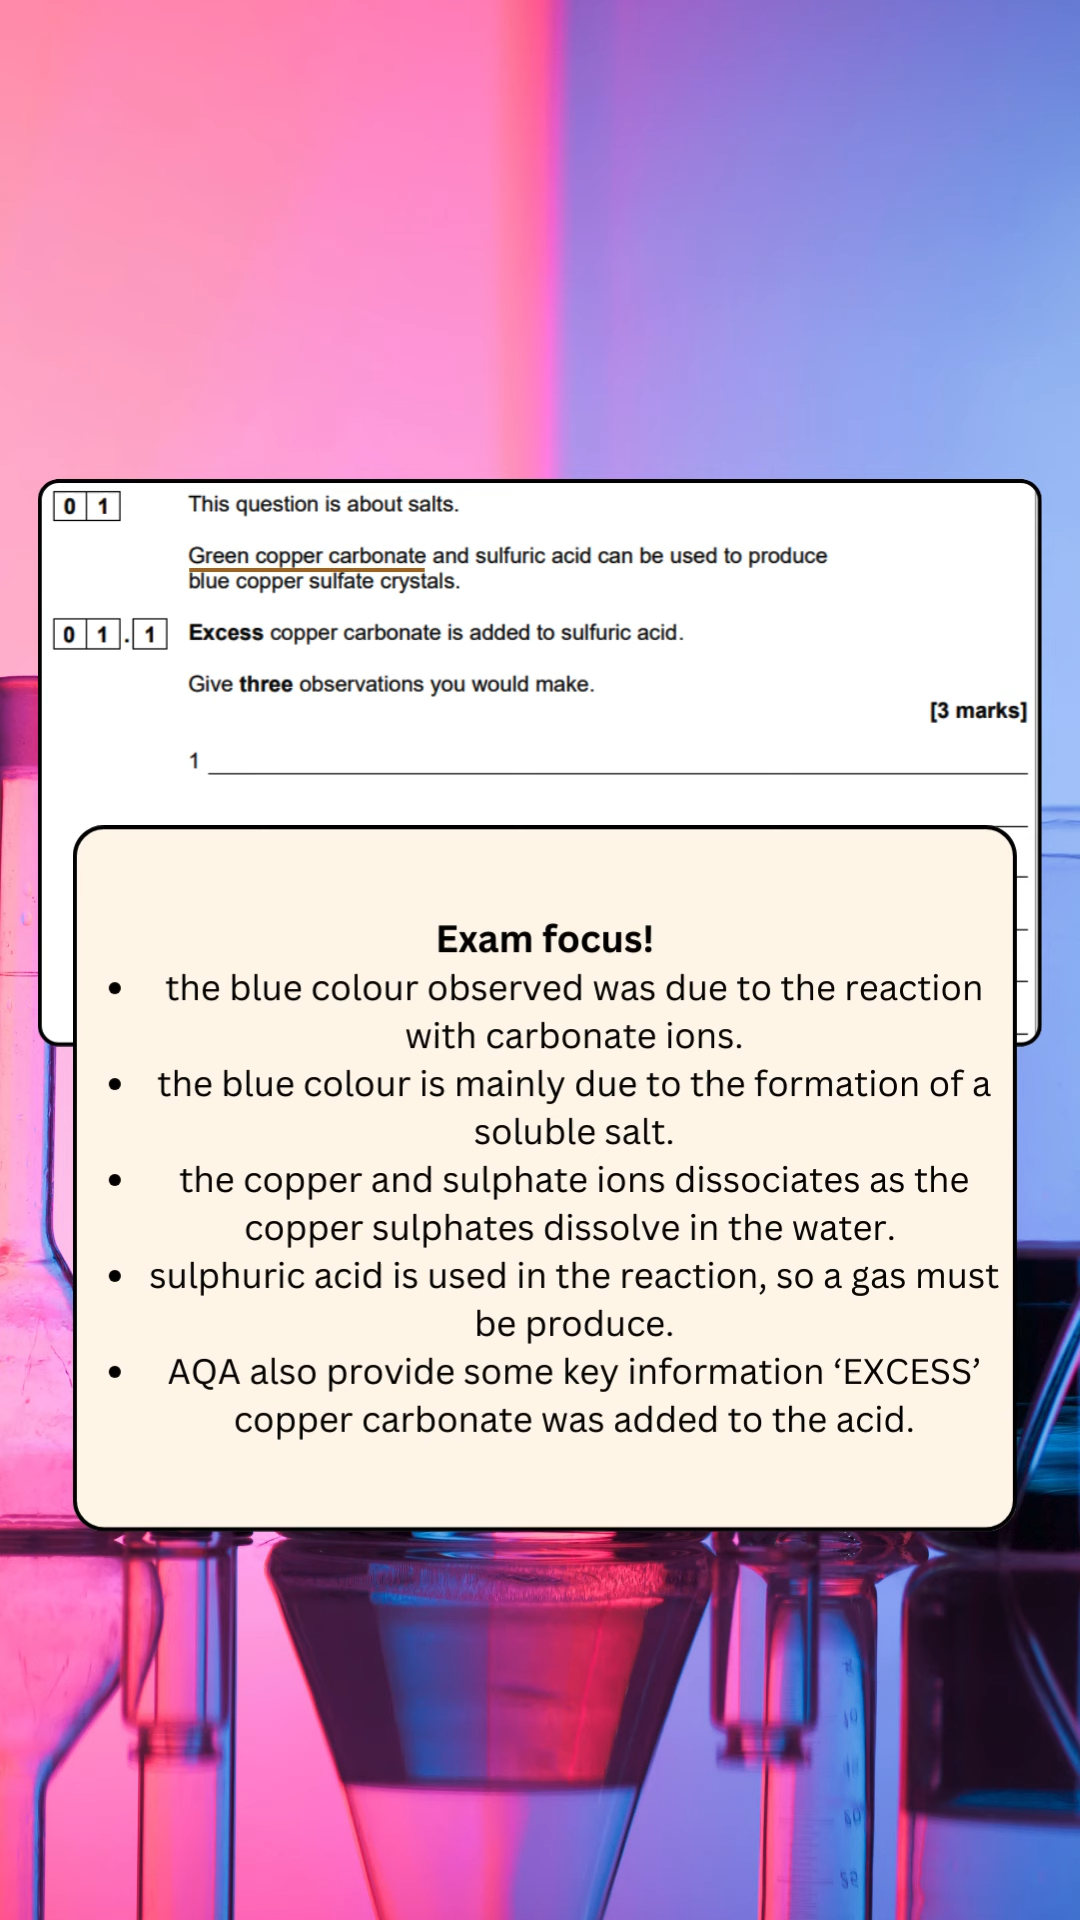 0 1 This question is about salts.
Green copper carbonate and sulfuric acid can be used to produce
blue copper sulfate crystals.
0 1 . 1 Excess copper carbonate is added to sulfuric acid.
Give three observations you would make.
[3 marks]
1
Exam focus!
• the blue colour observed was due to the reaction
with carbonate ions.
• the blue colour is mainly due to the formation of a
soluble salt.
• the copper and sulphate ions dissociates as the
copper sulphates dissolve in the water.
• sulphuric acid is used in the reaction, so a gas must
be produce.
• AQA also provide some key information ‘EXCESS’
copper carbonate was added to the acid.